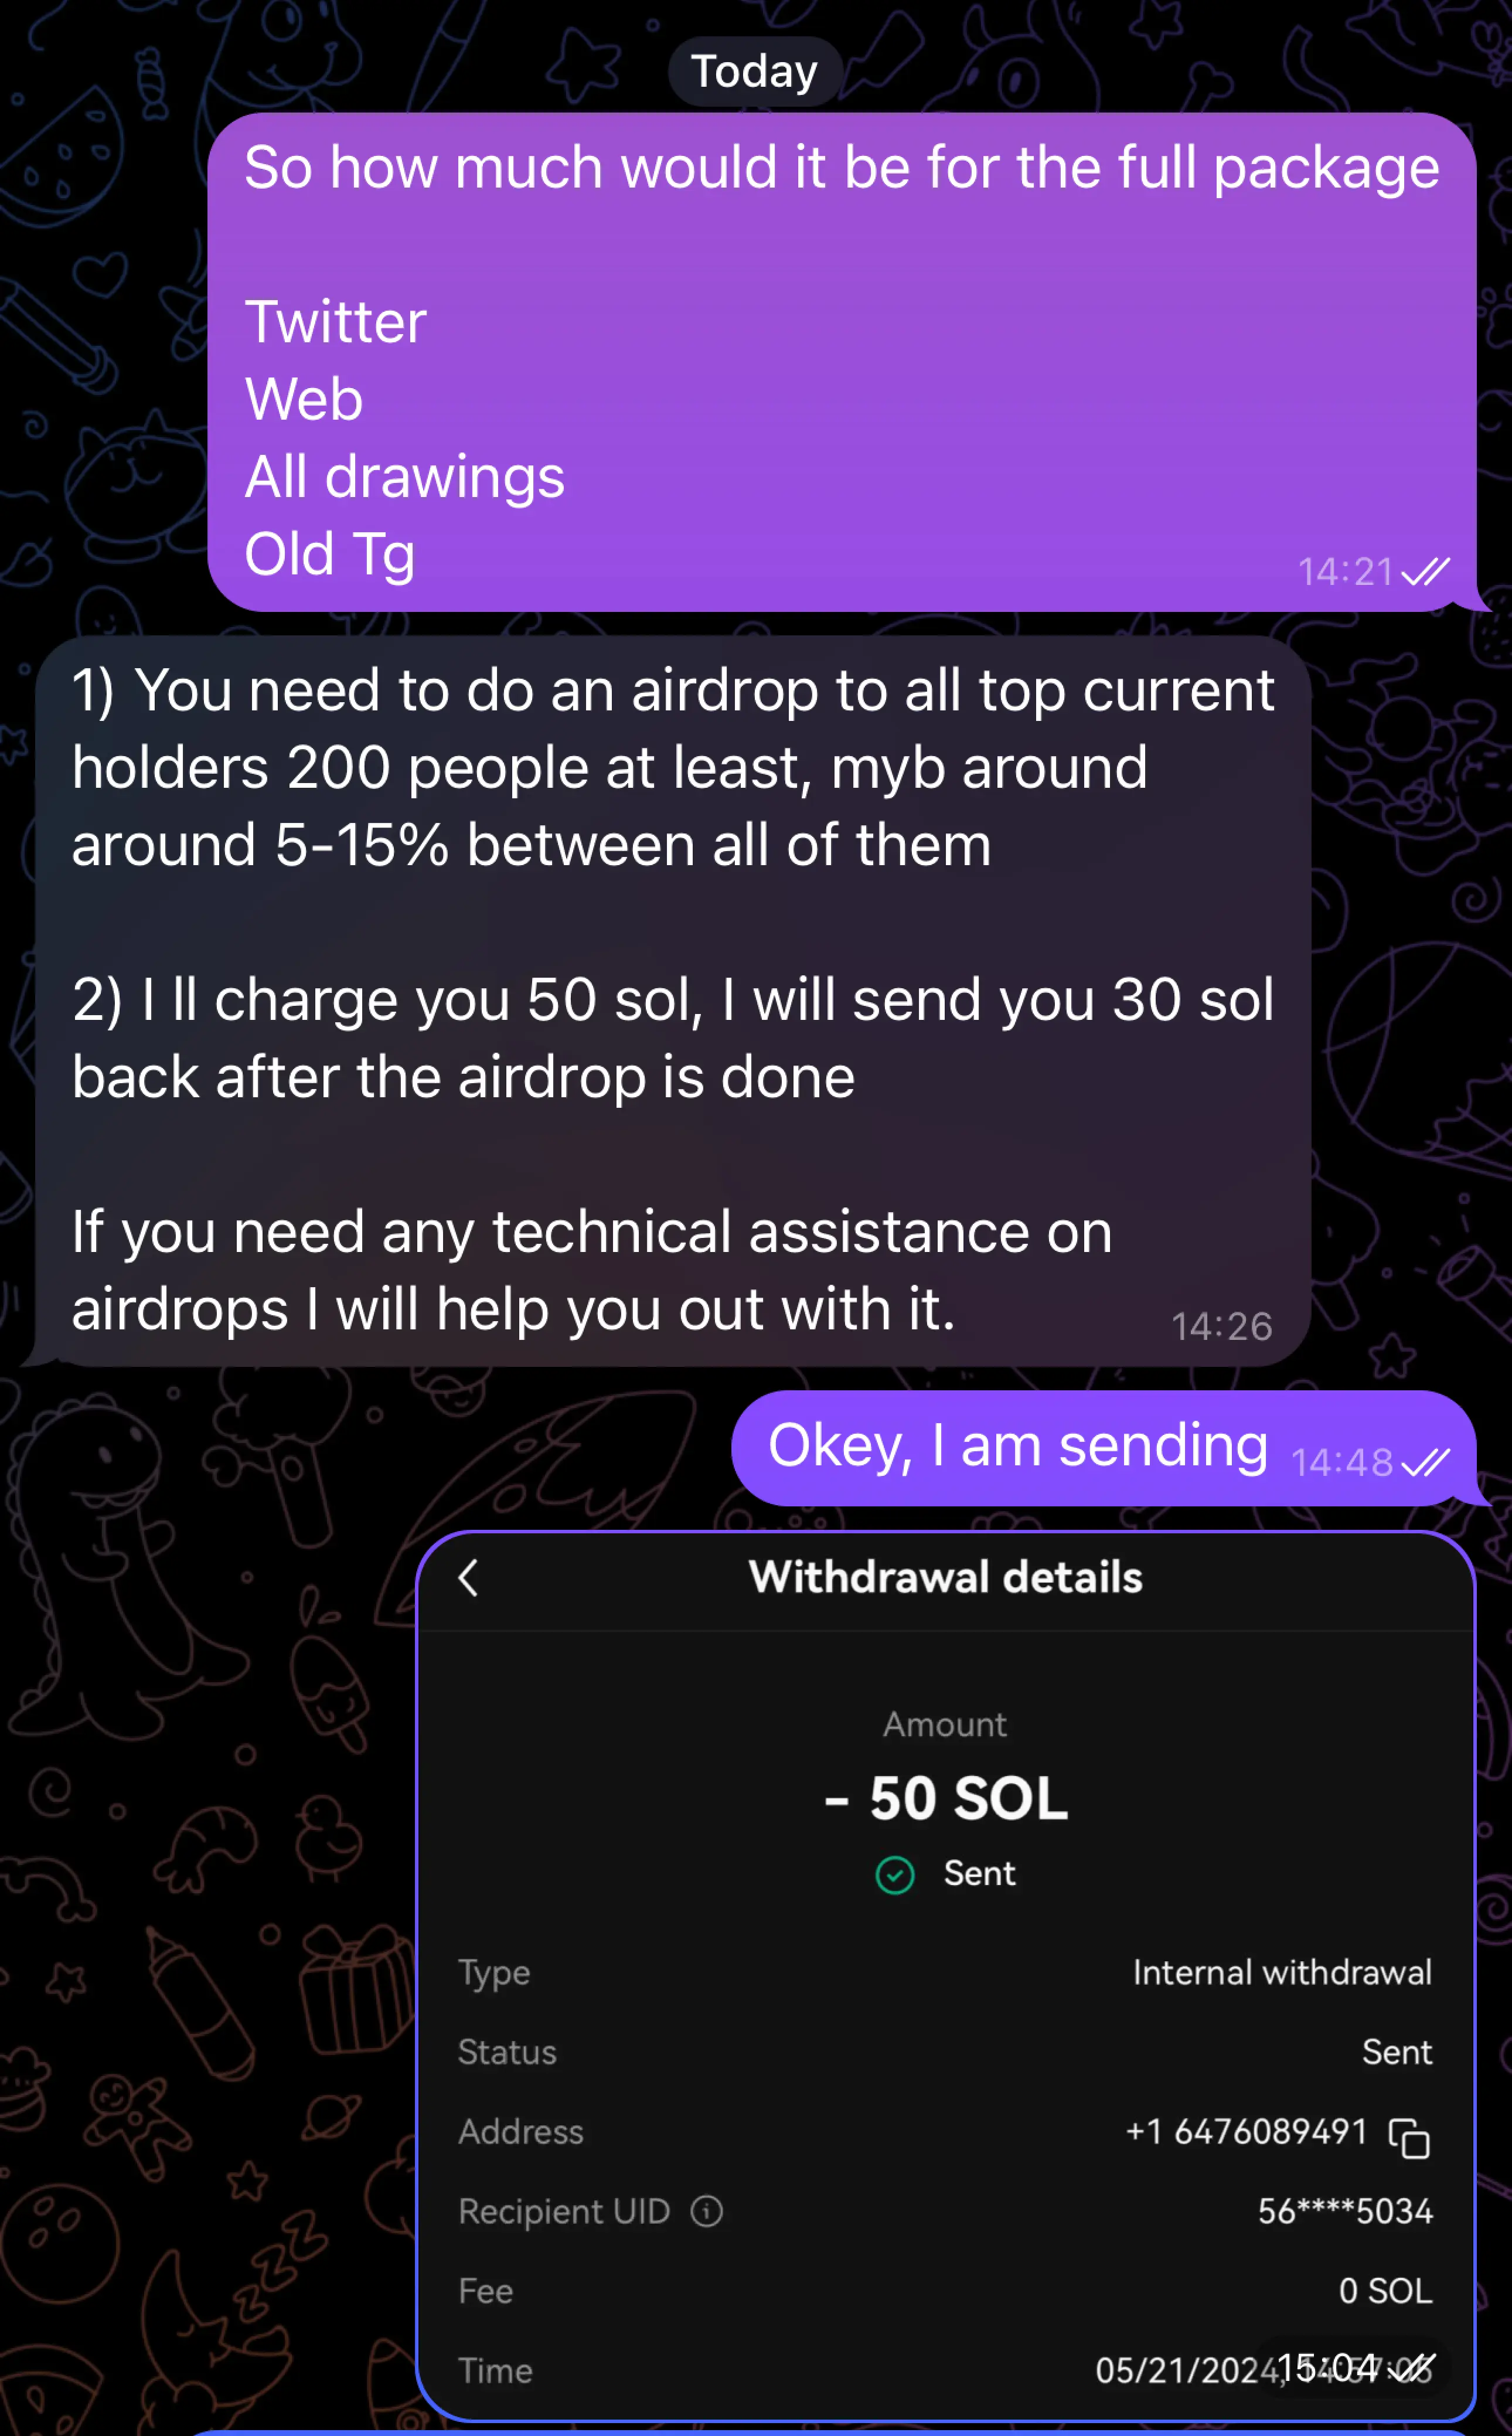 Today
So how much would it be for the full package
Twitter
Web
All drawings
Old Tg
14:21
1) You need to do an airdrop to all top current
holders 200 people at least, myb around
around 5-15% between all of them
2) I ll charge you 50 sol, I will send you 30 sol
back after the airdrop is done
If you need any technical assistance on
airdrops I will help you out with it.
14:26
Okey, I am sending
14:48
Withdrawal details
Amount
- 50 SOL
Sent
Type
Internal withdrawal
Status
Sent
Address
+1 6476089491
Recipient UID
56****5034
Fee
0 SOL
Time
05/21/2024,
15:04